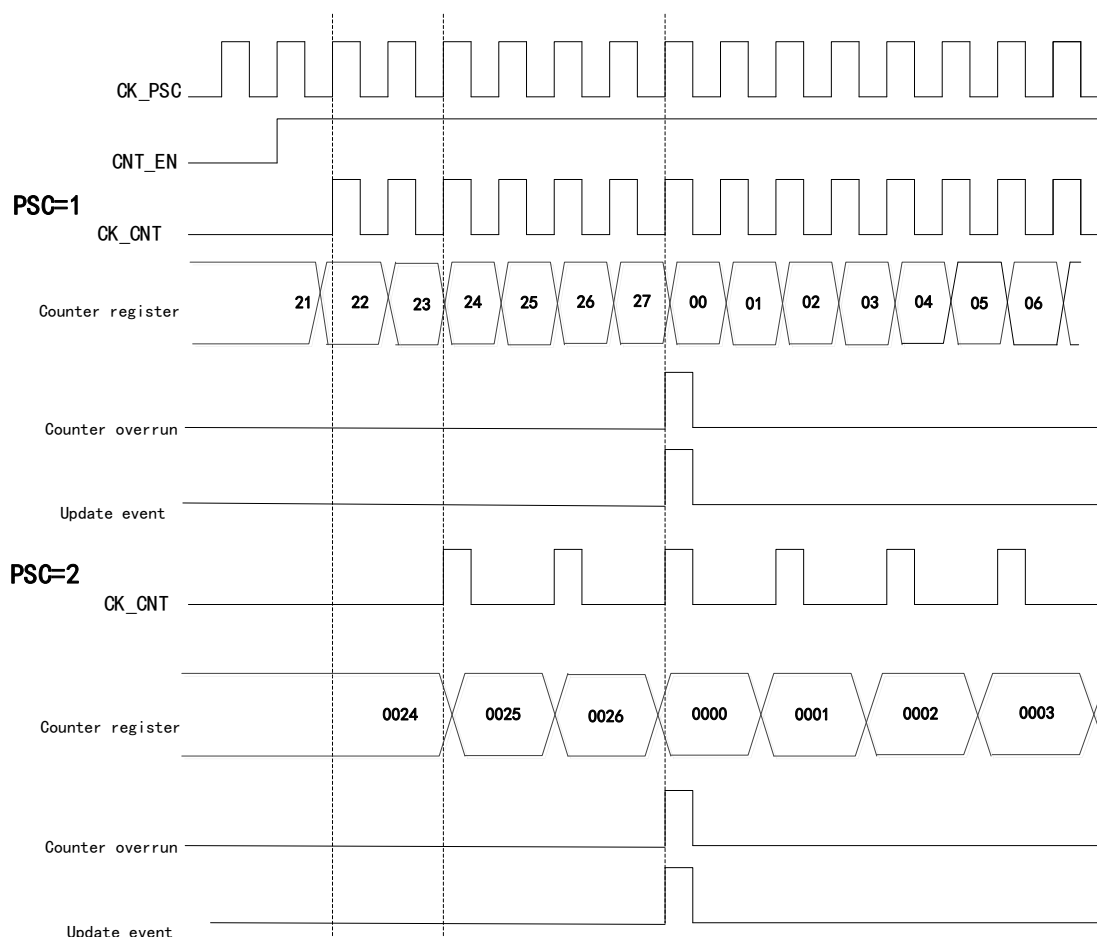 CK_PSC
CNT_EN
PSC=1
CK_CNT
Counter register 21 22 23 24 25 26 27 00 01 02 03 04 05 06
Counter overrun
Update event
PSC=2
CK_CNT
Counter register 0024 0025 0026 0000 0001 0002 0003
Counter overrun
Update event